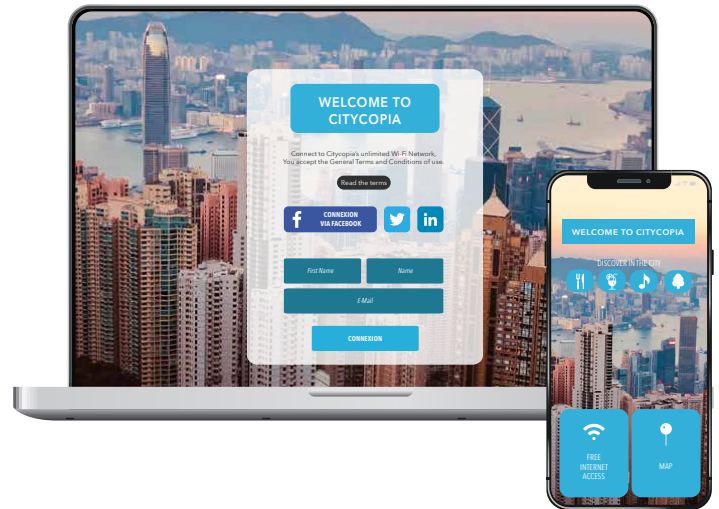 WELCOME TO
CITYCOPIA
Connect to Citycopia's unlimited Wi-Fi Network,
You accept the General Terms and Conditions of use.
Read the terms
f
CONNEXION
VIA FACEBOOK
in
First Name
Name
E-Mail
CONNEXION
WELCOME TO CITYCOPIA
DISCOVER IN THE CITY
FREE
INTERNET
ACCESS
MAP